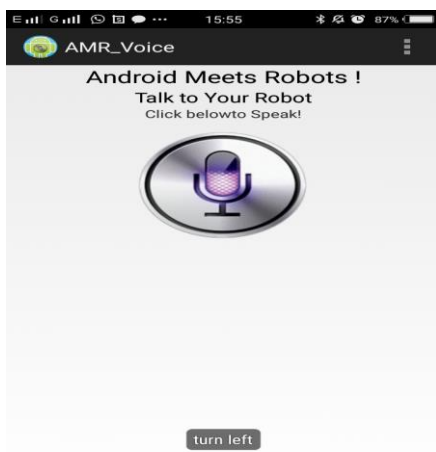 E G 15:55 87%
AMR_Voice
Android Meets Robots !
Talk to Your Robot
Click belowto Speak!
turn left